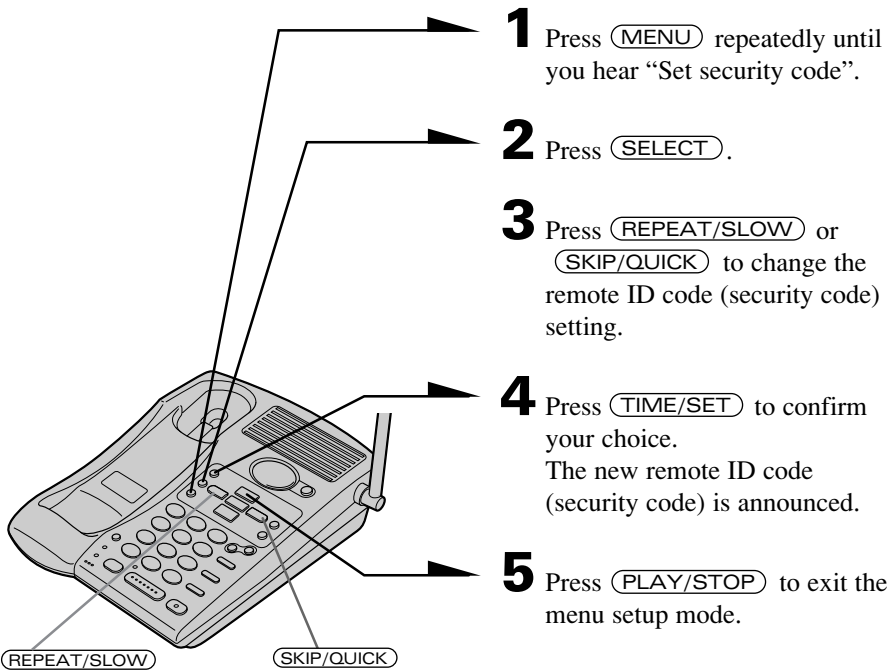 1 Press MENU repeatedly until
you hear “Set security code”.
2 Press SELECT.
3 Press REPEAT/SLOW or
SKIP/QUICK to change the
remote ID code (security code)
setting.
4 Press TIME/SET to confirm
your choice.
The new remote ID code
(security code) is announced.
5 Press PLAY/STOP to exit the
menu setup mode.
REPEAT/SLOW
SKIP/QUICK